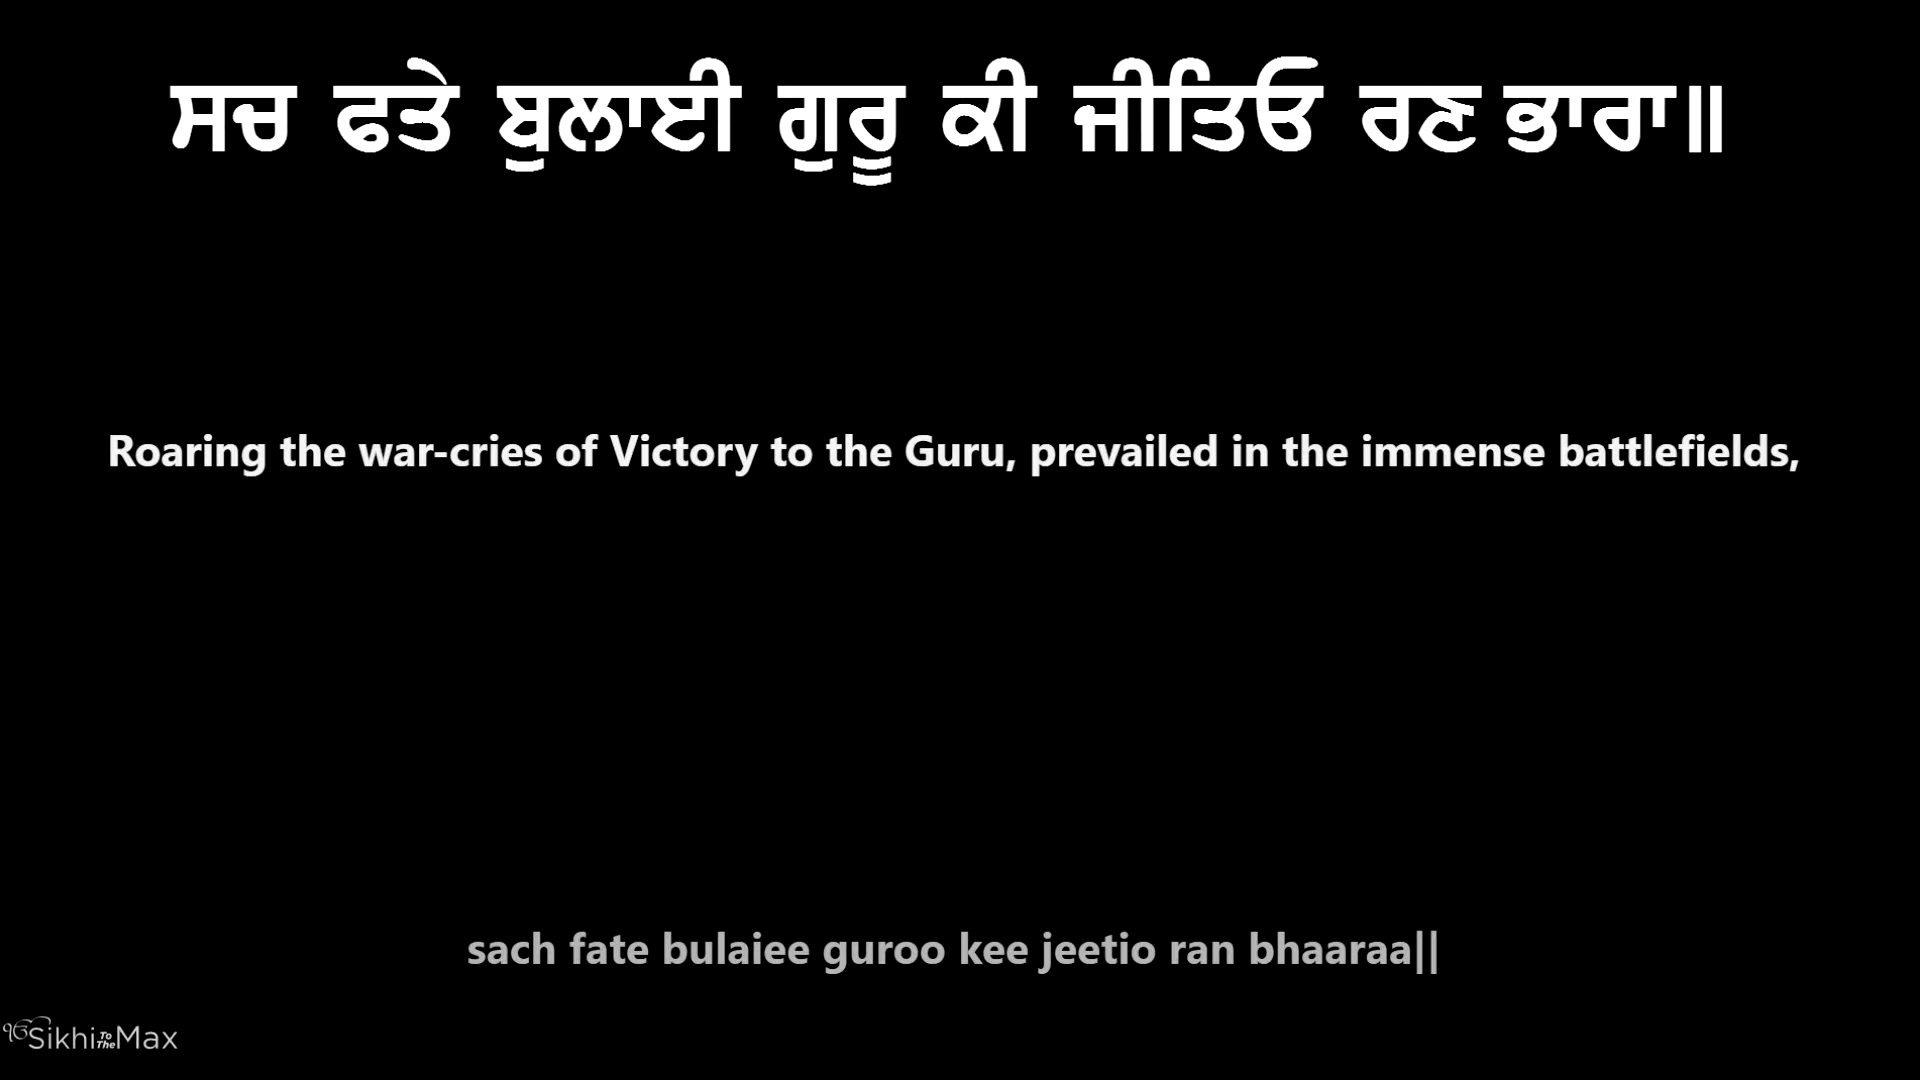 ਸਚ ਫਤੇ ਬੁਲਾਈ ਗੁਰੂ ਕੀ ਜੀਤਿਓ ਰਣ ਭਾਰਾ॥
Roaring the war-cries of Victory to the Guru, prevailed in the immense battlefields,
sach fate bulaiee guroo kee jeetio ran bhaaraa||
ੴSikhiToTheMax